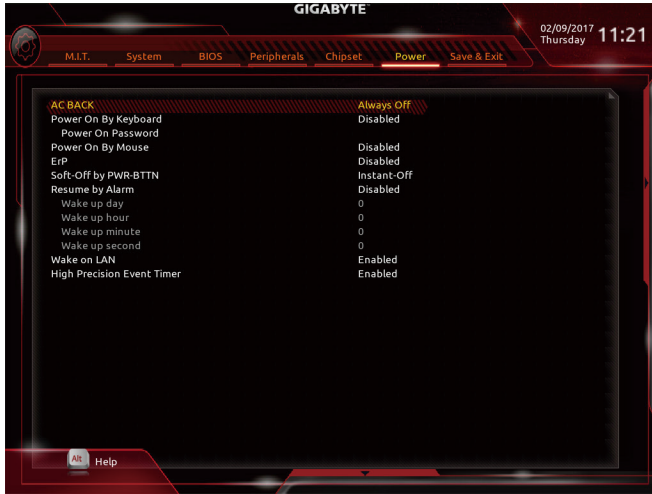 GIGABYTE™
02/09/2017 11:21
Thursday
M.I.T. System BIOS Peripherals Chipset Power Save & Exit
AC BACK Always Off
Power On By Keyboard Disabled
Power On Password
Power On By Mouse Disabled
ErP Disabled
Soft-Off by PWR-BTTN Instant-Off
Resume by Alarm Disabled
Wake up day 0
Wake up hour 0
Wake up minute 0
Wake up second 0
Wake on LAN Enabled
High Precision Event Timer Enabled
Alt Help